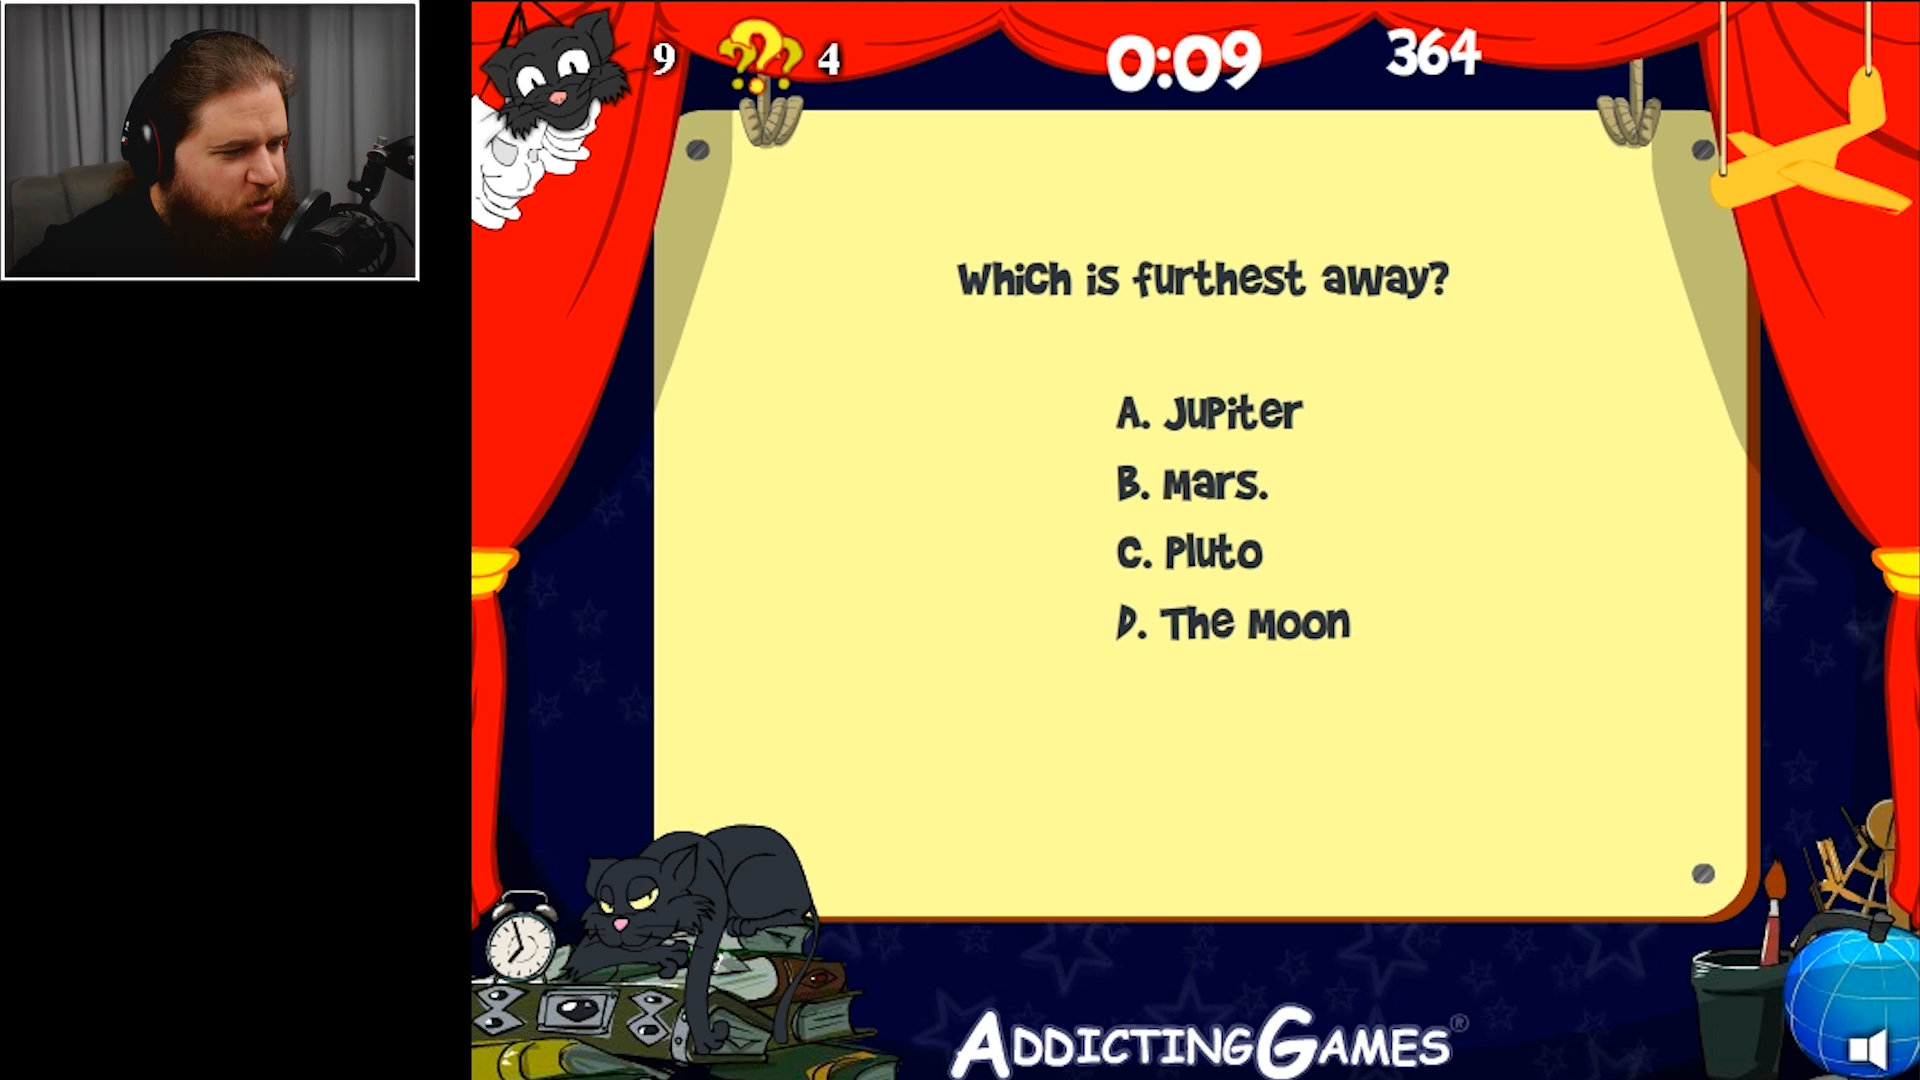 9 4 0:09 364
Which is furthest away?
A. Jupiter
B. Mars.
C. Pluto
D. The Moon
ADDICTINGGAMES®